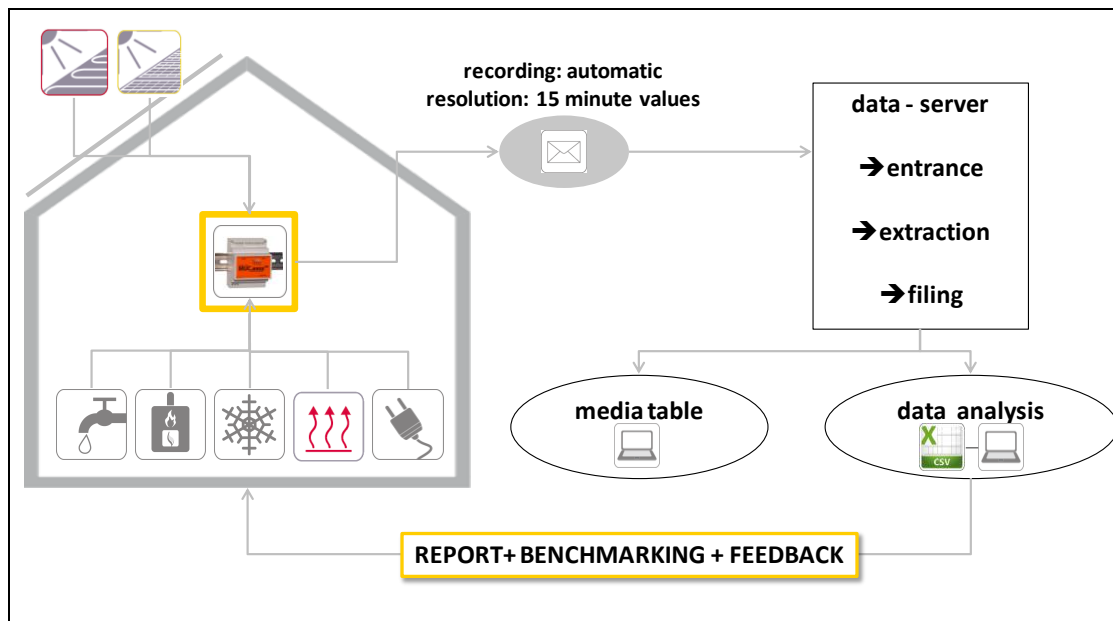 recording: automatic
resolution: 15 minute values
data - server
➔entrance
➔extraction
➔filing
media table
data analysis
X
CSV
REPORT+ BENCHMARKING + FEEDBACK